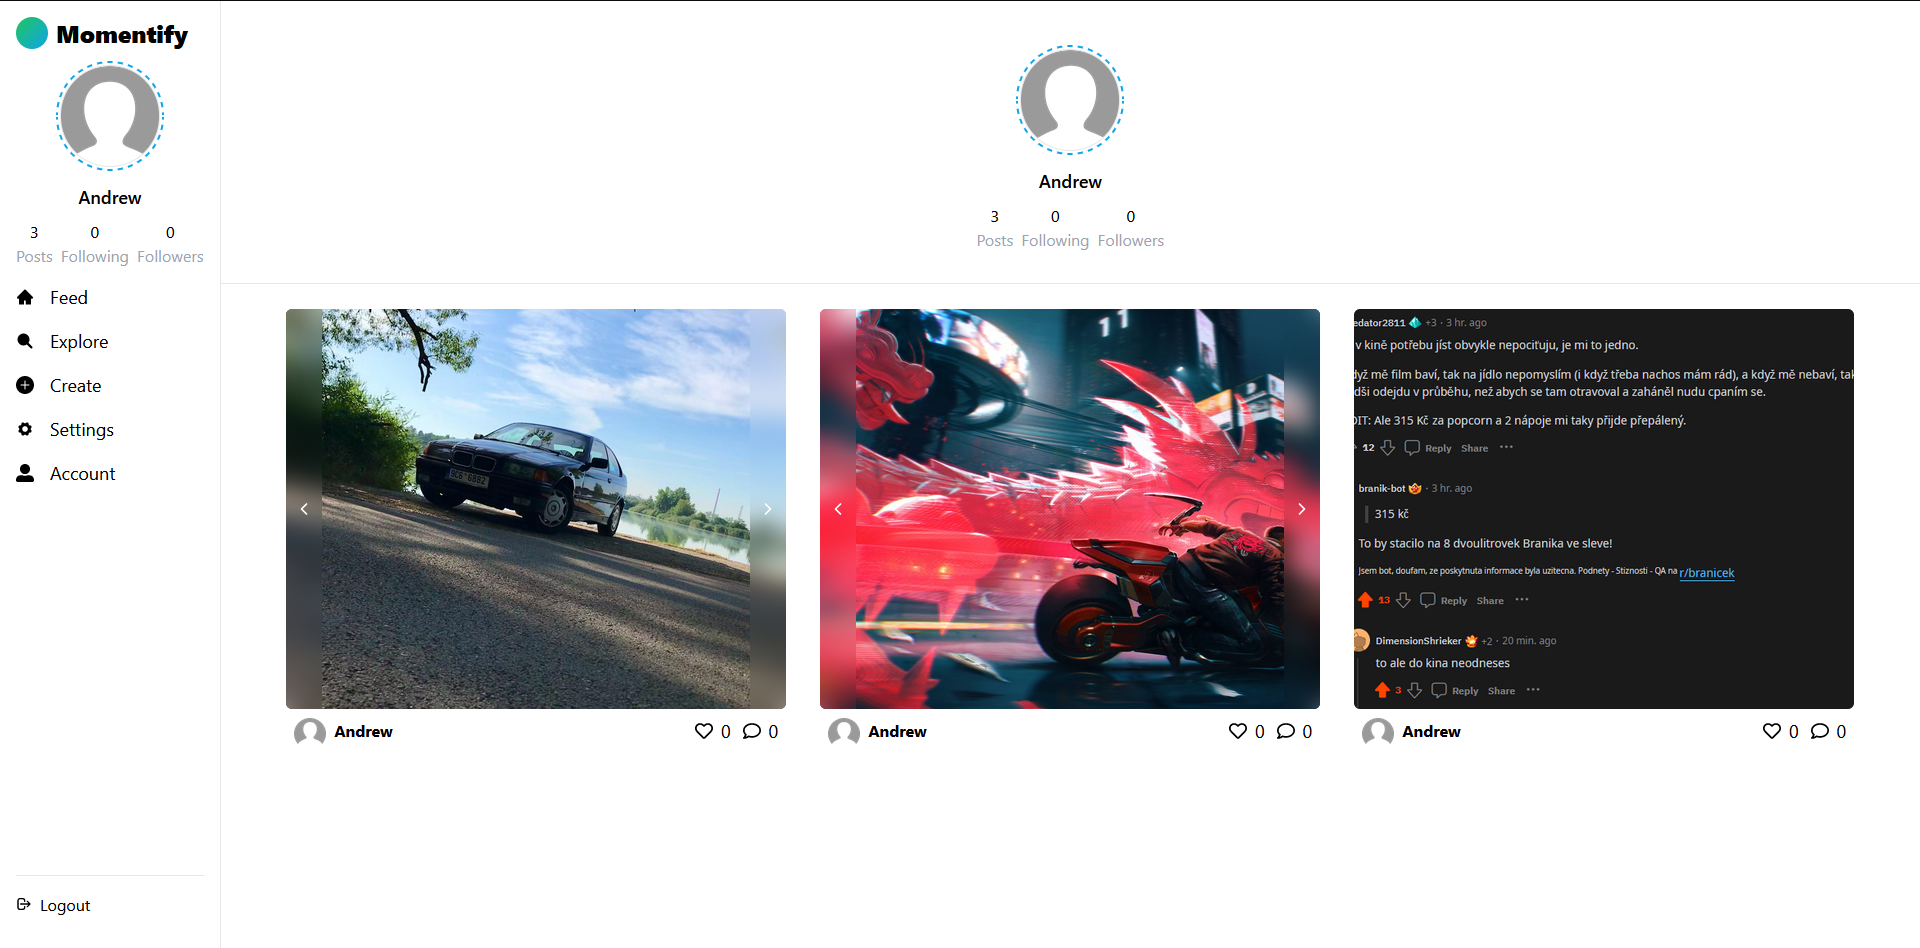 Momentify
Andrew
3 0 0
Posts Following Followers
Feed
Explore
Create
Settings
Account
Logout
Andrew
3 0 0
Posts Following Followers
Andrew 0 0
11
Andrew 0 0
edator2811 +3 · 3 hr. ago
v kině potřebu jíst obvykle nepociťuju, je mi to jedno.
dyž mě film baví, tak na jídlo nepomyslím (i když třeba nachos mám rád), a když mě nebaví, tak
dši odejdu v průběhu, než abych se tam otravoval a zaháněl nudu cpaním se.
DIT: Ale 315 Kč za popcorn a 2 nápoje mi taky přijde přepálený.
12 Reply Share ···
branik-bot · 3 hr. ago
315 kč
To by stacilo na 8 dvoulitrovek Branika ve sleve!
Jsem bot, doufam, ze poskytnuta informace byla uzitecna. Podnety - Stiznosti - QA na r/branicek
13 Reply Share ···
DimensionShrieker +2 · 20 min. ago
to ale do kina neodneses
3 Reply Share ···
Andrew 0 0